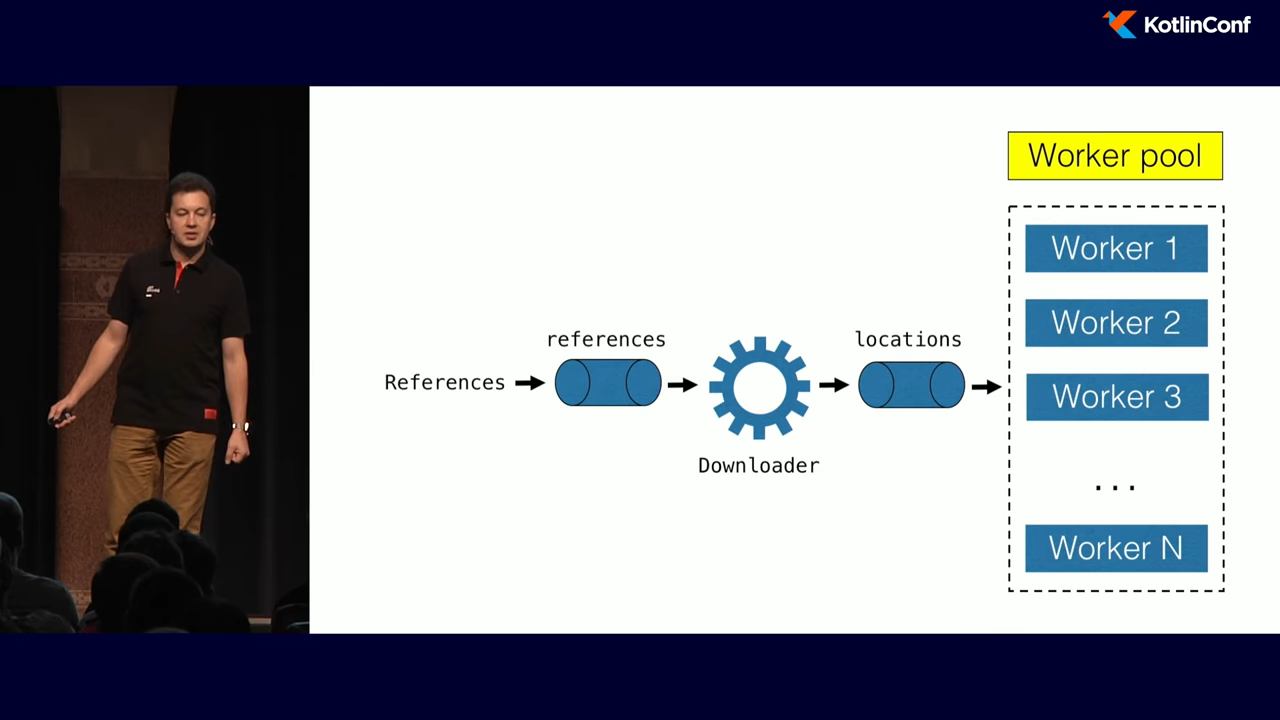 KotlinConf
Worker pool
Worker 1
Worker 2
references
locations
References
Worker 3
Downloader
...
Worker N